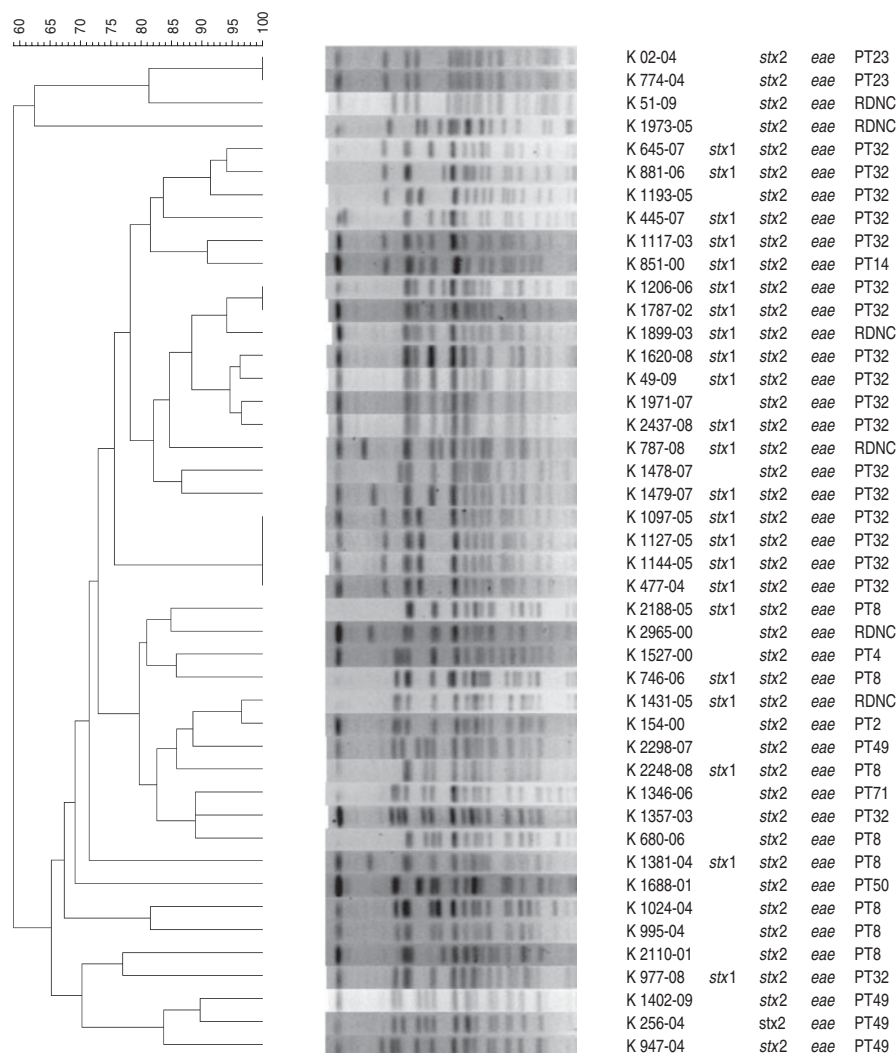 60 70 80 90 100
K 02-04 stx2 eae PT23
K 774-04 stx2 eae PT23
K 51-09 stx2 eae RDNC
K 1973-05 stx2 eae RDNC
K 645-07 stx1 stx2 eae PT32
K 881-06 stx1 stx2 eae PT32
K 1193-05 stx2 eae PT32
K 445-07 stx1 stx2 eae PT32
K 1117-03 stx1 stx2 eae PT32
K 851-00 stx1 stx2 eae PT14
K 1206-06 stx1 stx2 eae PT32
K 1787-02 stx1 stx2 eae PT32
K 1899-03 stx1 stx2 eae RDNC
K 1620-08 stx1 stx2 eae PT32
K 49-09 stx1 stx2 eae PT32
K 1971-07 stx2 eae PT32
K 2437-08 stx1 stx2 eae PT32
K 787-08 stx1 stx2 eae RDNC
K 1478-07 stx2 eae PT32
K 1479-07 stx1 stx2 eae PT32
K 1097-05 stx1 stx2 eae PT32
K 1127-05 stx1 stx2 eae PT32
K 1144-05 stx1 stx2 eae PT32
K 477-04 stx1 stx2 eae PT32
K 2188-05 stx1 stx2 eae PT8
K 2965-00 stx2 eae RDNC
K 1527-00 stx2 eae PT4
K 746-06 stx1 stx2 eae PT8
K 1431-05 stx1 stx2 eae RDNC
K 154-00 stx2 eae PT2
K 2298-07 stx2 eae PT49
K 2248-08 stx1 stx2 eae PT8
K 1346-06 stx2 eae PT71
K 1357-03 stx2 eae PT32
K 680-06 stx2 eae PT8
K 1381-04 stx1 stx2 eae PT8
K 1688-01 stx2 eae PT50
K 1024-04 stx2 eae PT8
K 995-04 stx2 eae PT8
K 2110-01 stx2 eae PT8
K 977-08 stx1 stx2 eae PT32
K 1402-09 stx2 eae PT49
K 256-04 stx2 eae PT49
K 947-04 stx2 eae PT49